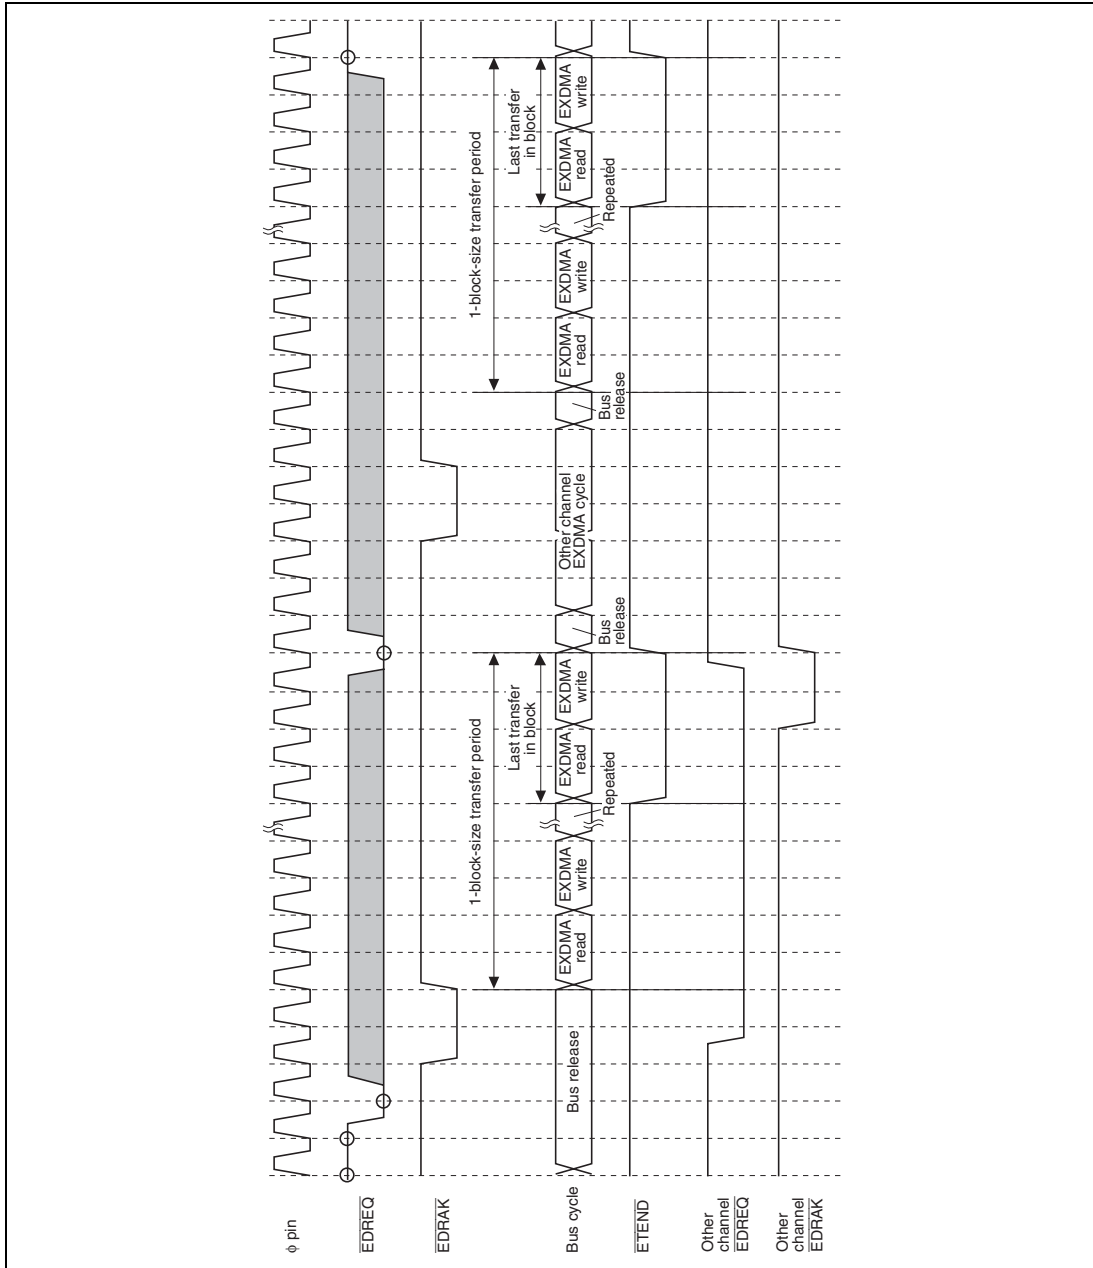 φ pin
EDREQ
EDRAK
1-block-size transfer period
1-block-size transfer period
Last transfer
in block
Last transfer
in block
Bus cycle
Bus release
EXDMA
read
EXDMA
write
Repeated
EXDMA
read
EXDMA
write
Bus
release
Other channel
EXDMA cycle
Bus
release
EXDMA
read
EXDMA
write
Repeated
EXDMA
read
EXDMA
write
ETEND
Other
channel
EDREQ
Other
channel
EDRAK